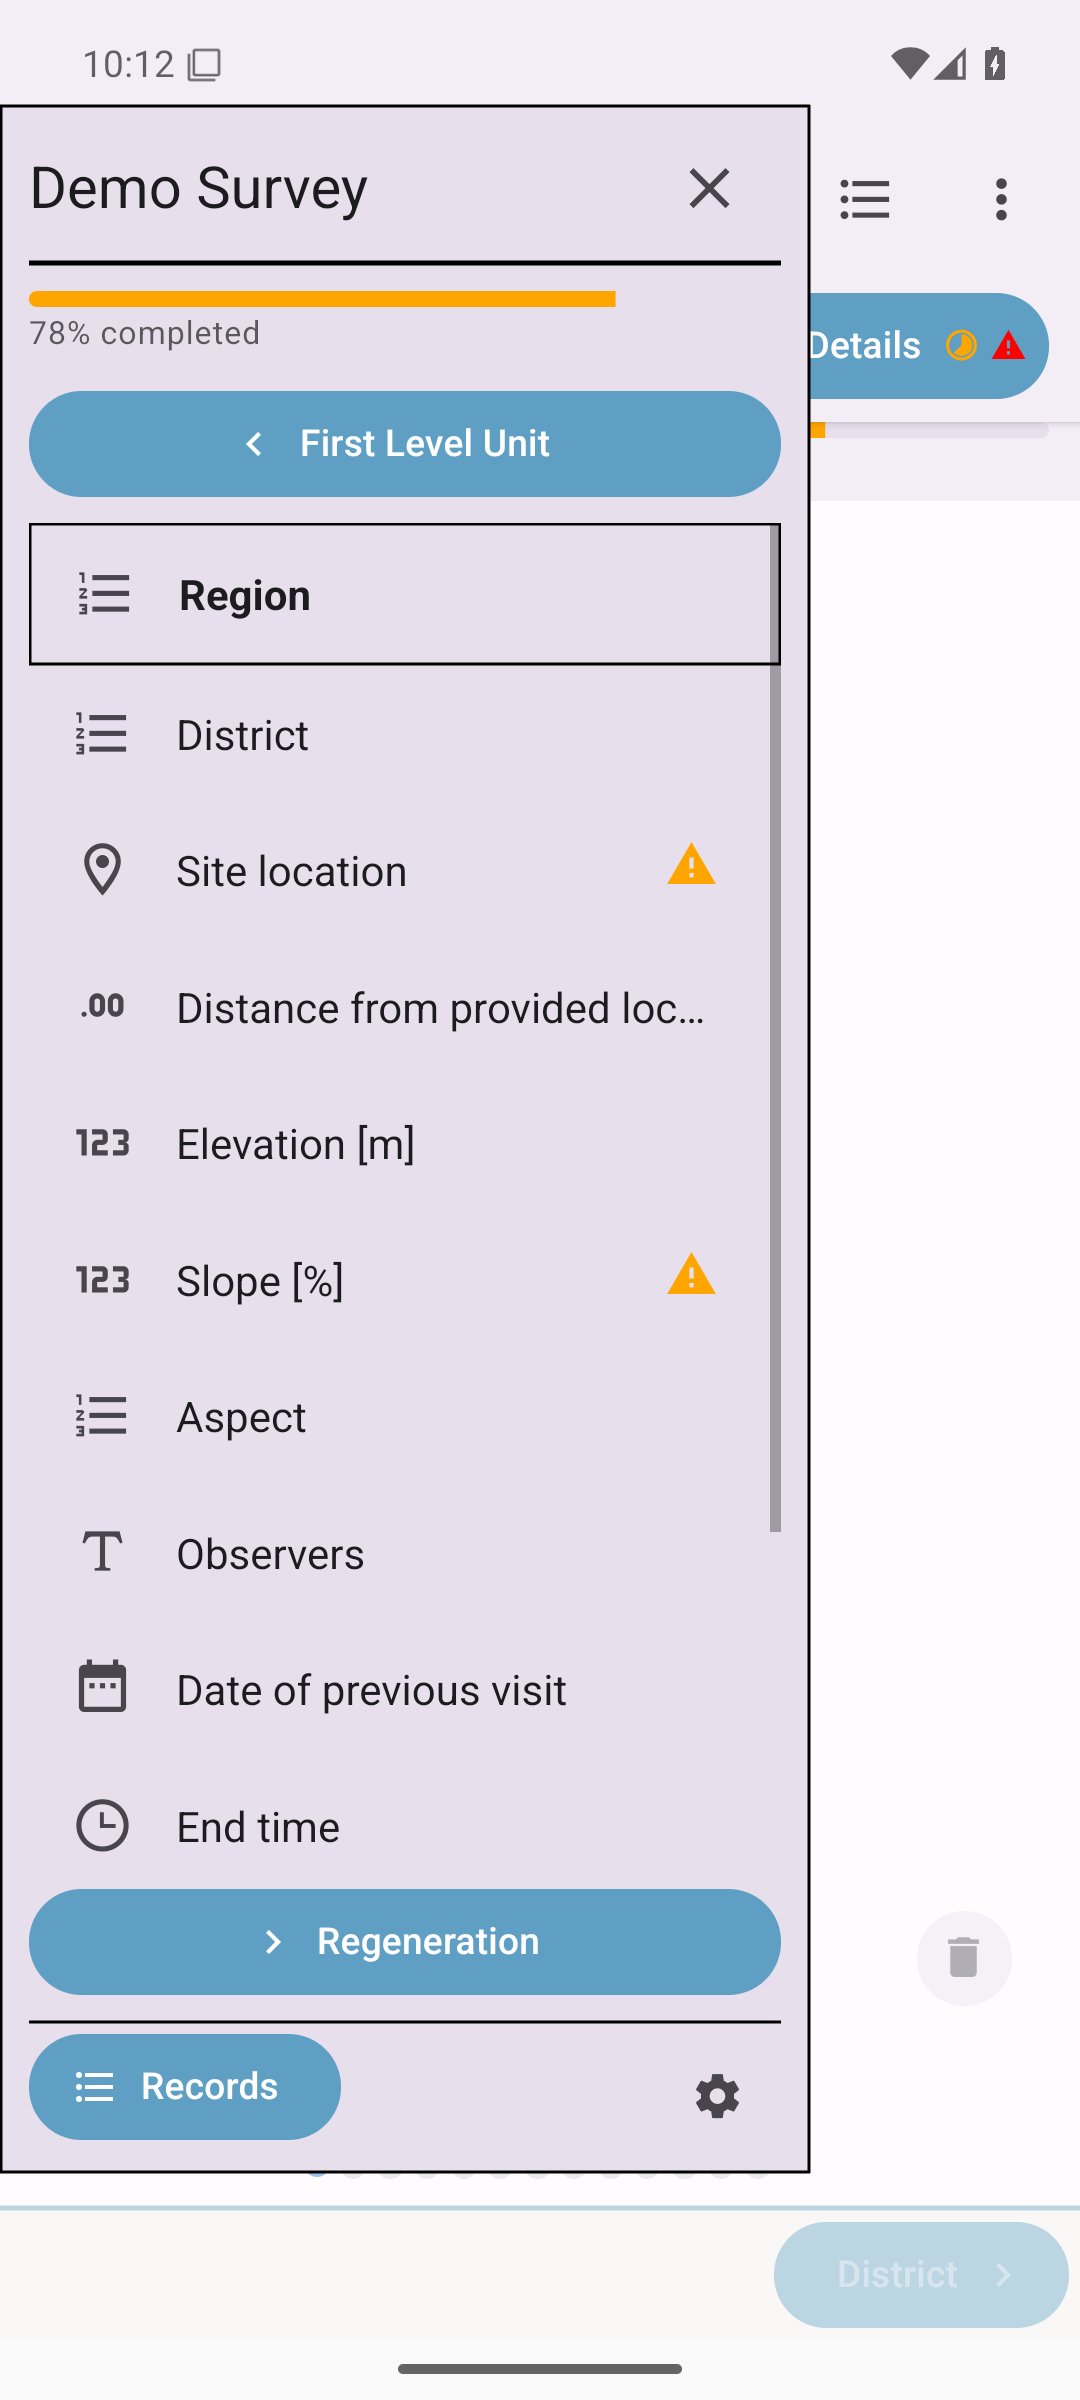 10:12
Demo Survey
78% completed
Details
First Level Unit
Region
District
Site location
Distance from provided loc...
Elevation [m]
Slope [%]
Aspect
Observers
Date of previous visit
End time
Regeneration
Records
District